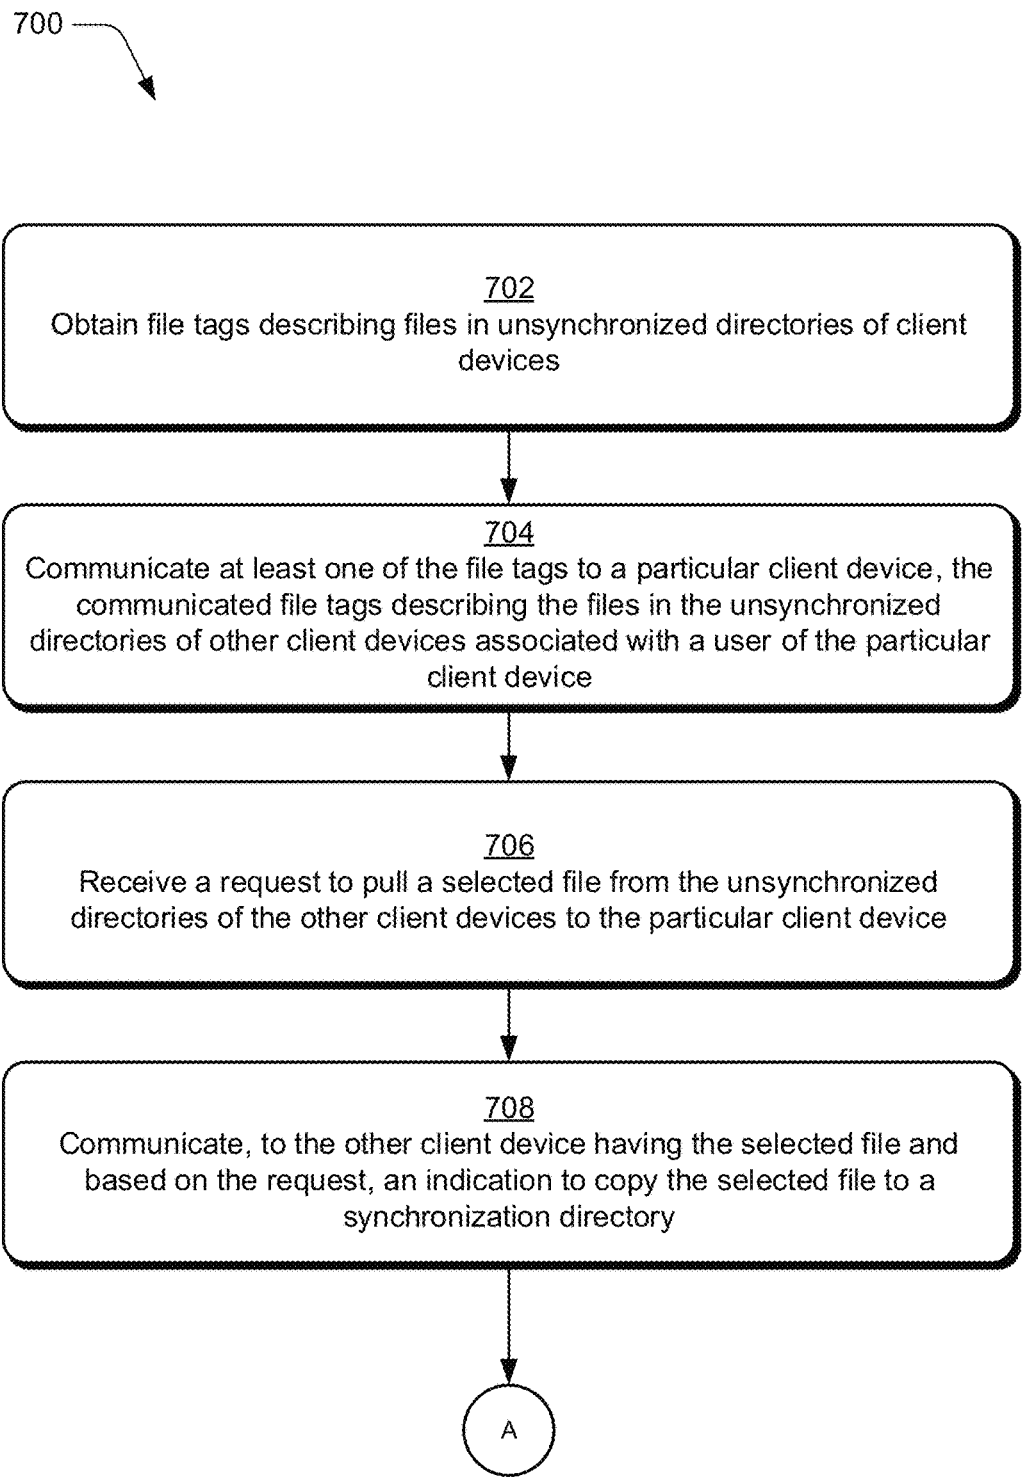 700
702
Obtain file tags describing files in unsynchronized directories of client
devices
704
Communicate at least one of the file tags to a particular client device, the
communicated file tags describing the files in the unsynchronized
directories of other client devices associated with a user of the particular
client device
706
Receive a request to pull a selected file from the unsynchronized
directories of the other client devices to the particular client device
708
Communicate, to the other client device having the selected file and
based on the request, an indication to copy the selected file to a
synchronization directory
A